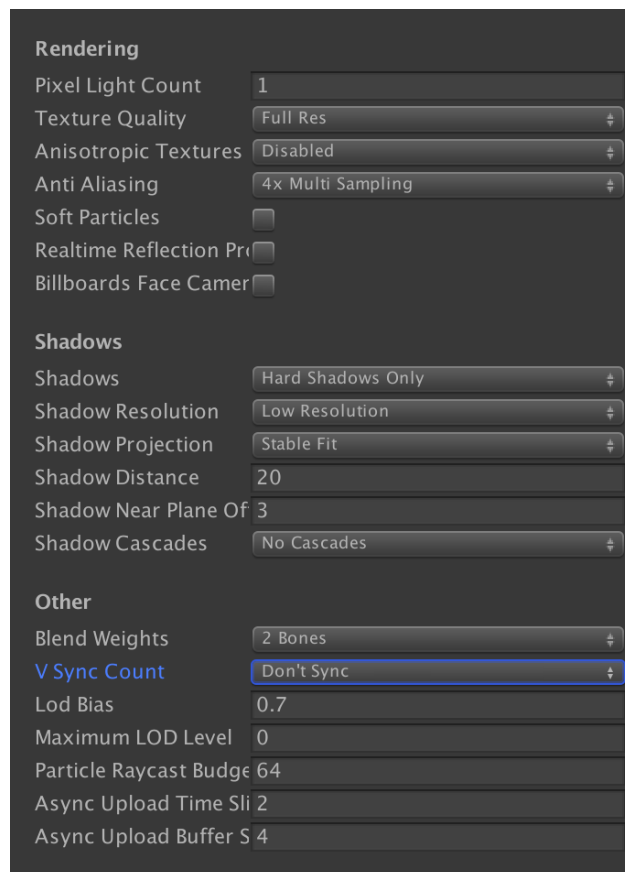 Rendering
Pixel Light Count 1
Texture Quality Full Res
Anisotropic Textures Disabled
Anti Aliasing 4x Multi Sampling
Soft Particles
Realtime Reflection Pr
Billboards Face Camer
Shadows
Shadows Hard Shadows Only
Shadow Resolution Low Resolution
Shadow Projection Stable Fit
Shadow Distance 20
Shadow Near Plane Of 3
Shadow Cascades No Cascades
Other
Blend Weights 2 Bones
V Sync Count Don't Sync
Lod Bias 0.7
Maximum LOD Level 0
Particle Raycast Budge 64
Async Upload Time Sli 2
Async Upload Buffer S 4